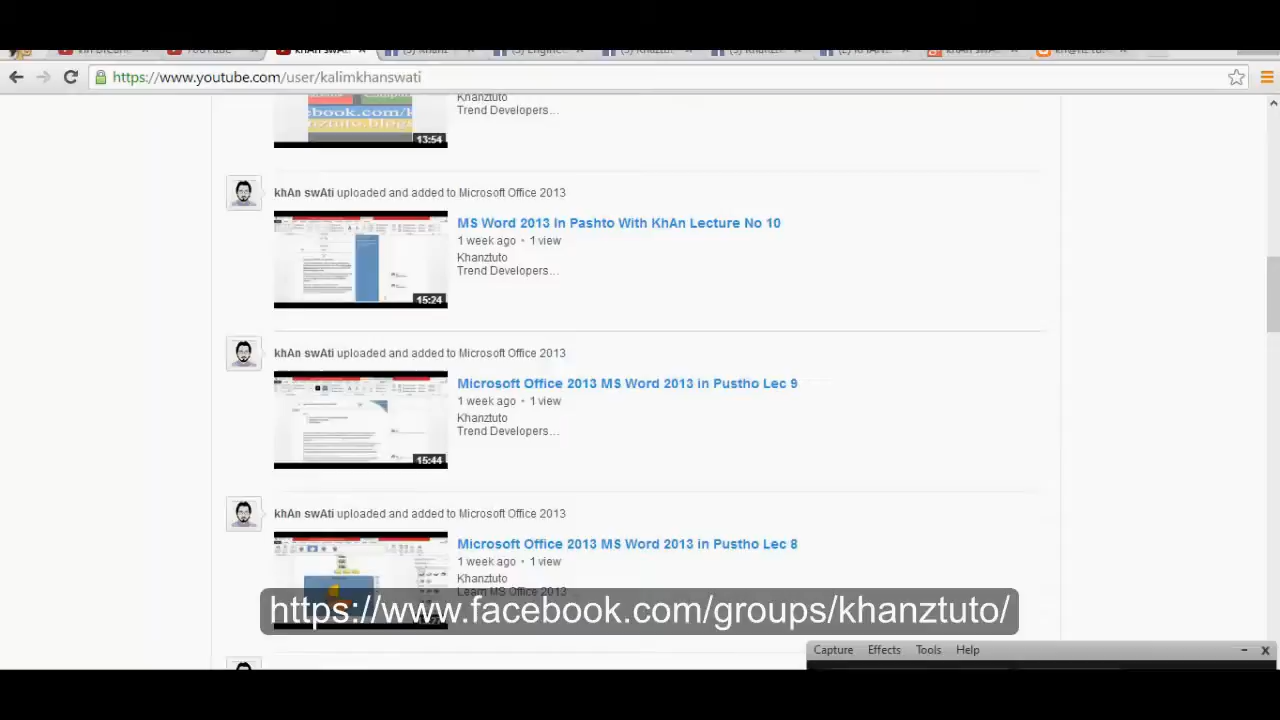 khAn swA
https://www.youtube.com/user/kalimkhanswati
Khanztuto
Trend Developers...
13:54
khAn swAti uploaded and added to Microsoft Office 2013
MS Word 2013 In Pashto With KhAn Lecture No 10
1 week ago • 1 view
Khanztuto
Trend Developers...
15:24
khAn swAti uploaded and added to Microsoft Office 2013
Microsoft Office 2013 MS Word 2013 in Pustho Lec 9
1 week ago • 1 view
Khanztuto
Trend Developers...
15:44
khAn swAti uploaded and added to Microsoft Office 2013
Microsoft Office 2013 MS Word 2013 in Pustho Lec 8
1 week ago • 1 view
Khanztuto
Learn MS Office 2013
https://www.facebook.com/groups/khanztuto/
Capture Effects Tools Help